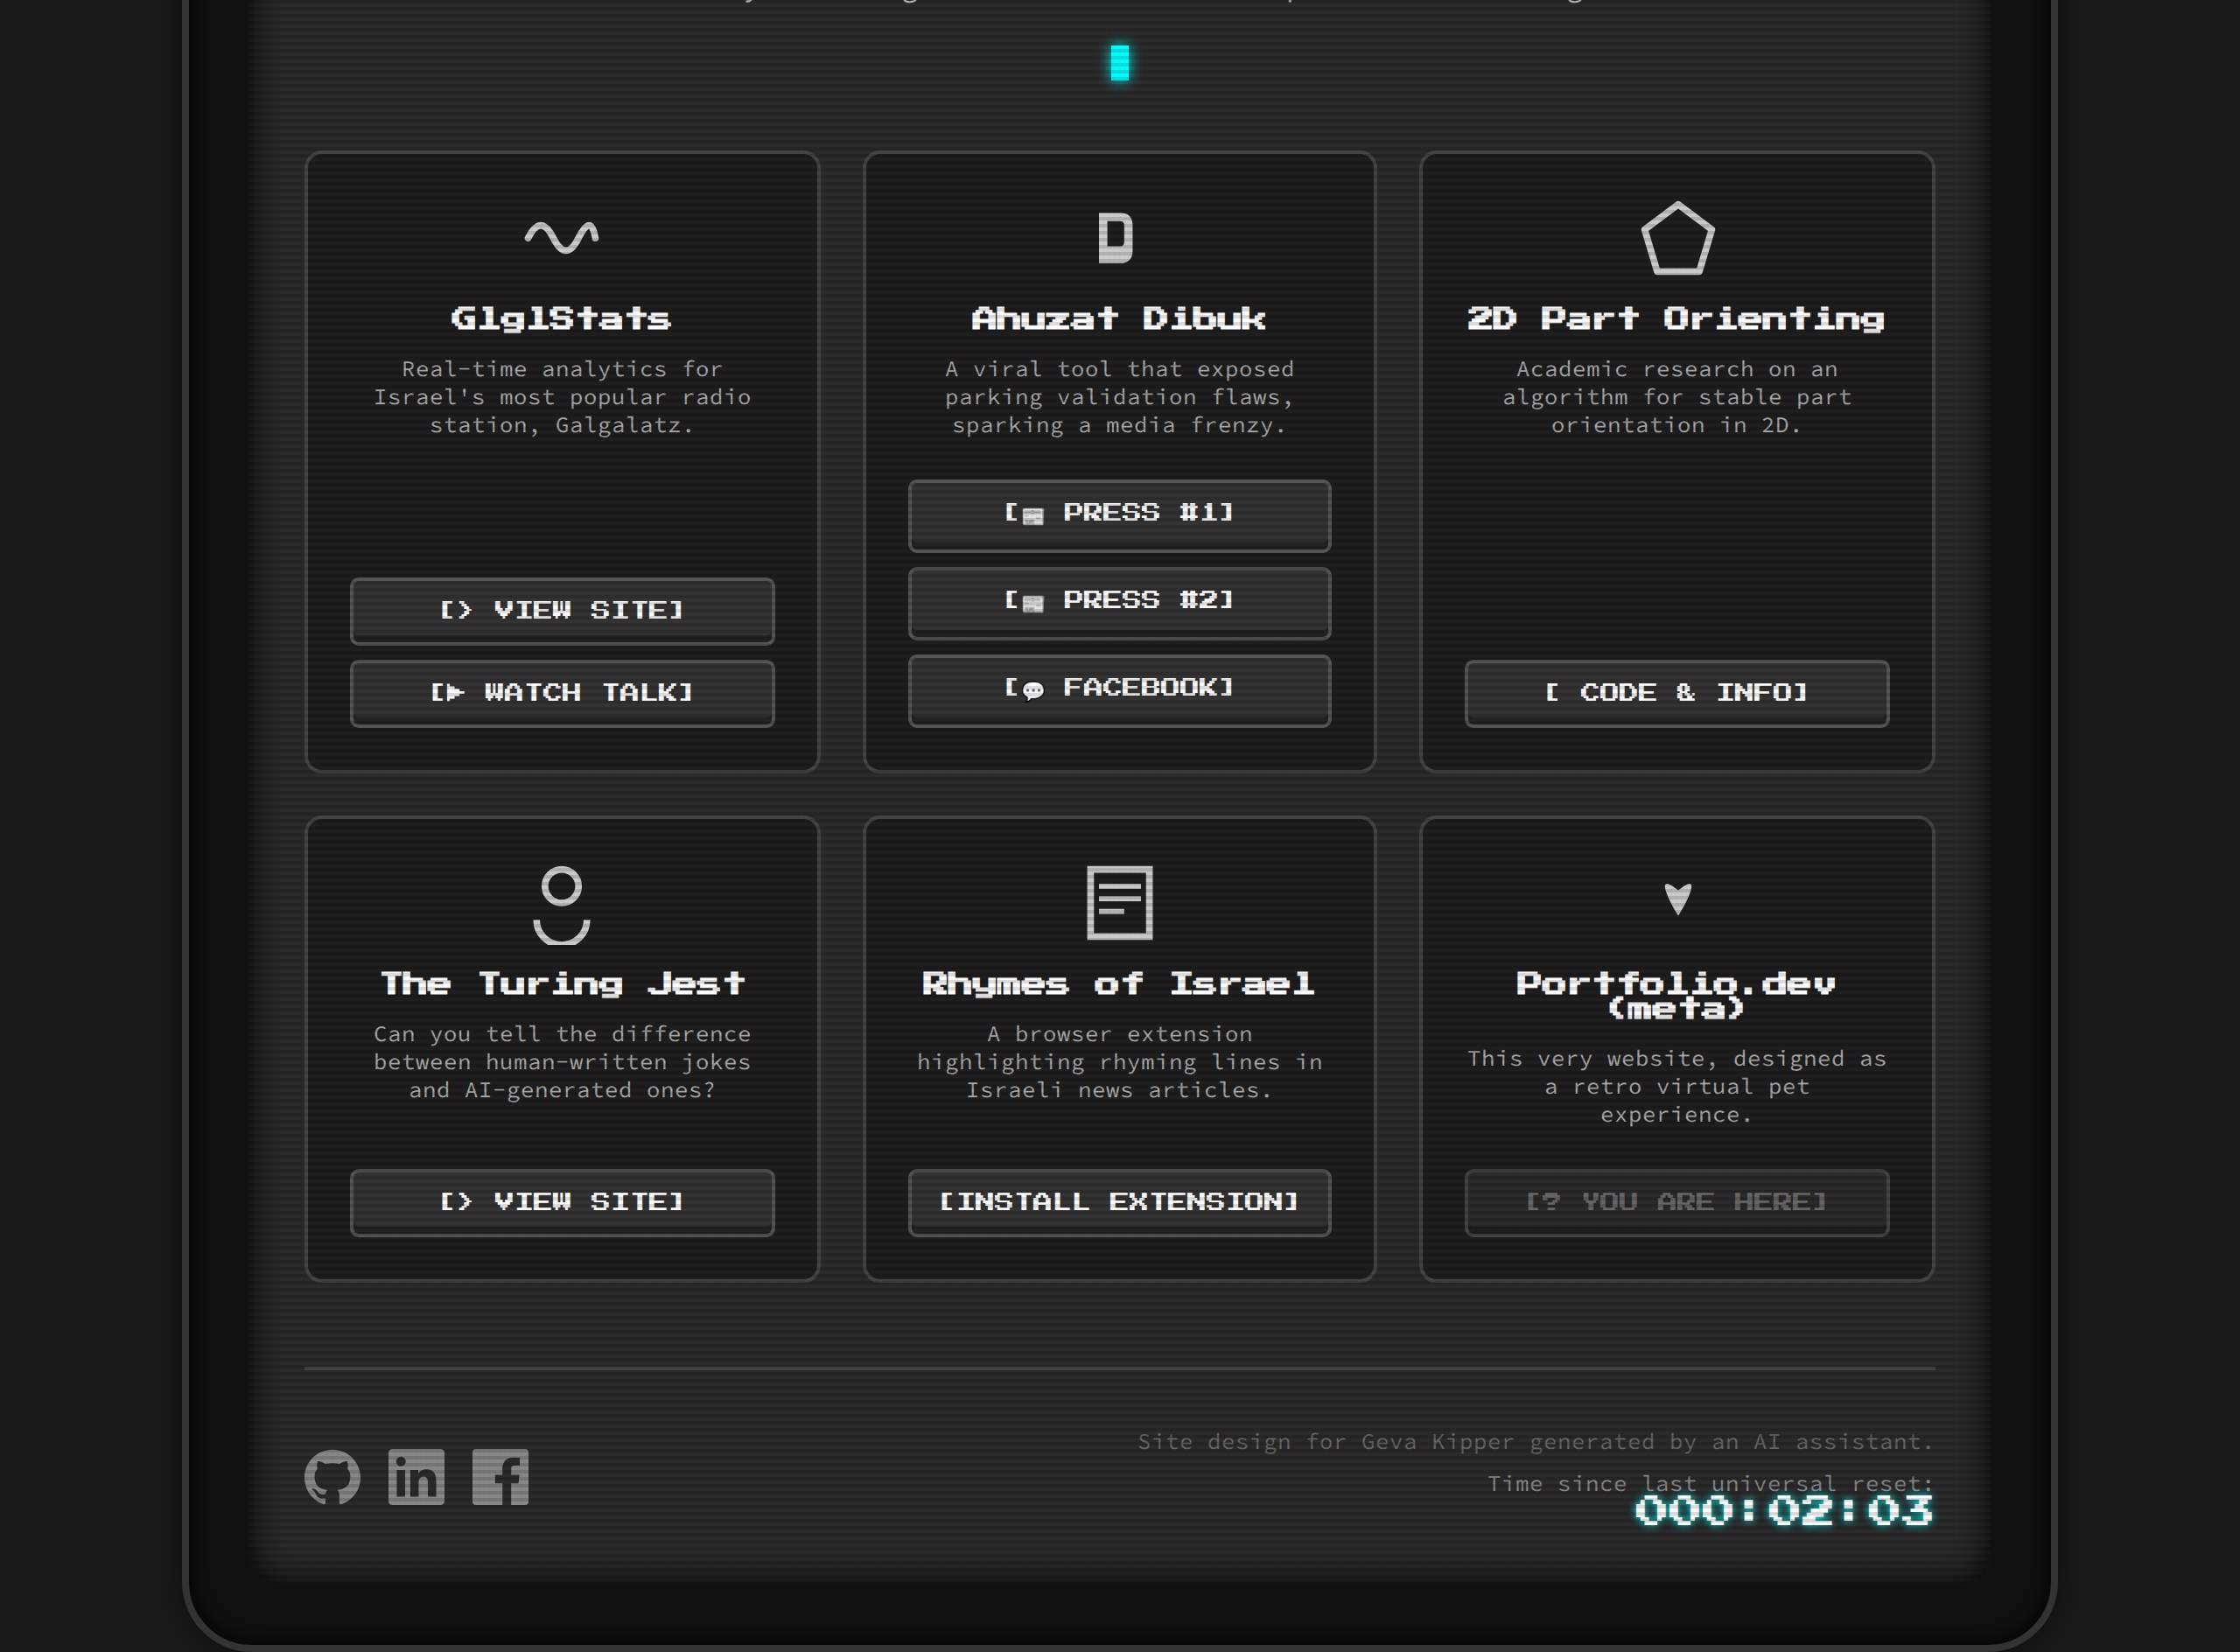 D
GlglStats
Real-time analytics for
Israel's most popular radio
station, Galgalatz.
[> VIEW SITE]
[▶ WATCH TALK]
Ahuzat Dibuk
A viral tool that exposed
parking validation flaws,
sparking a media frenzy.
[📰 PRESS #1]
[📰 PRESS #2]
[💬 FACEBOOK]
2D Part Orienting
Academic research on an
algorithm for stable part
orientation in 2D.
[ CODE & INFO]
The Turing Jest
Can you tell the difference
between human-written jokes
and AI-generated ones?
[> VIEW SITE]
Rhymes of Israel
A browser extension
highlighting rhyming lines in
Israeli news articles.
[INSTALL EXTENSION]
Portfolio.dev
(meta)
This very website, designed as
a retro virtual pet
experience.
[? YOU ARE HERE]
in
f
Site design for Geva Kipper generated by an AI assistant.
Time since last universal reset:
000:02:03